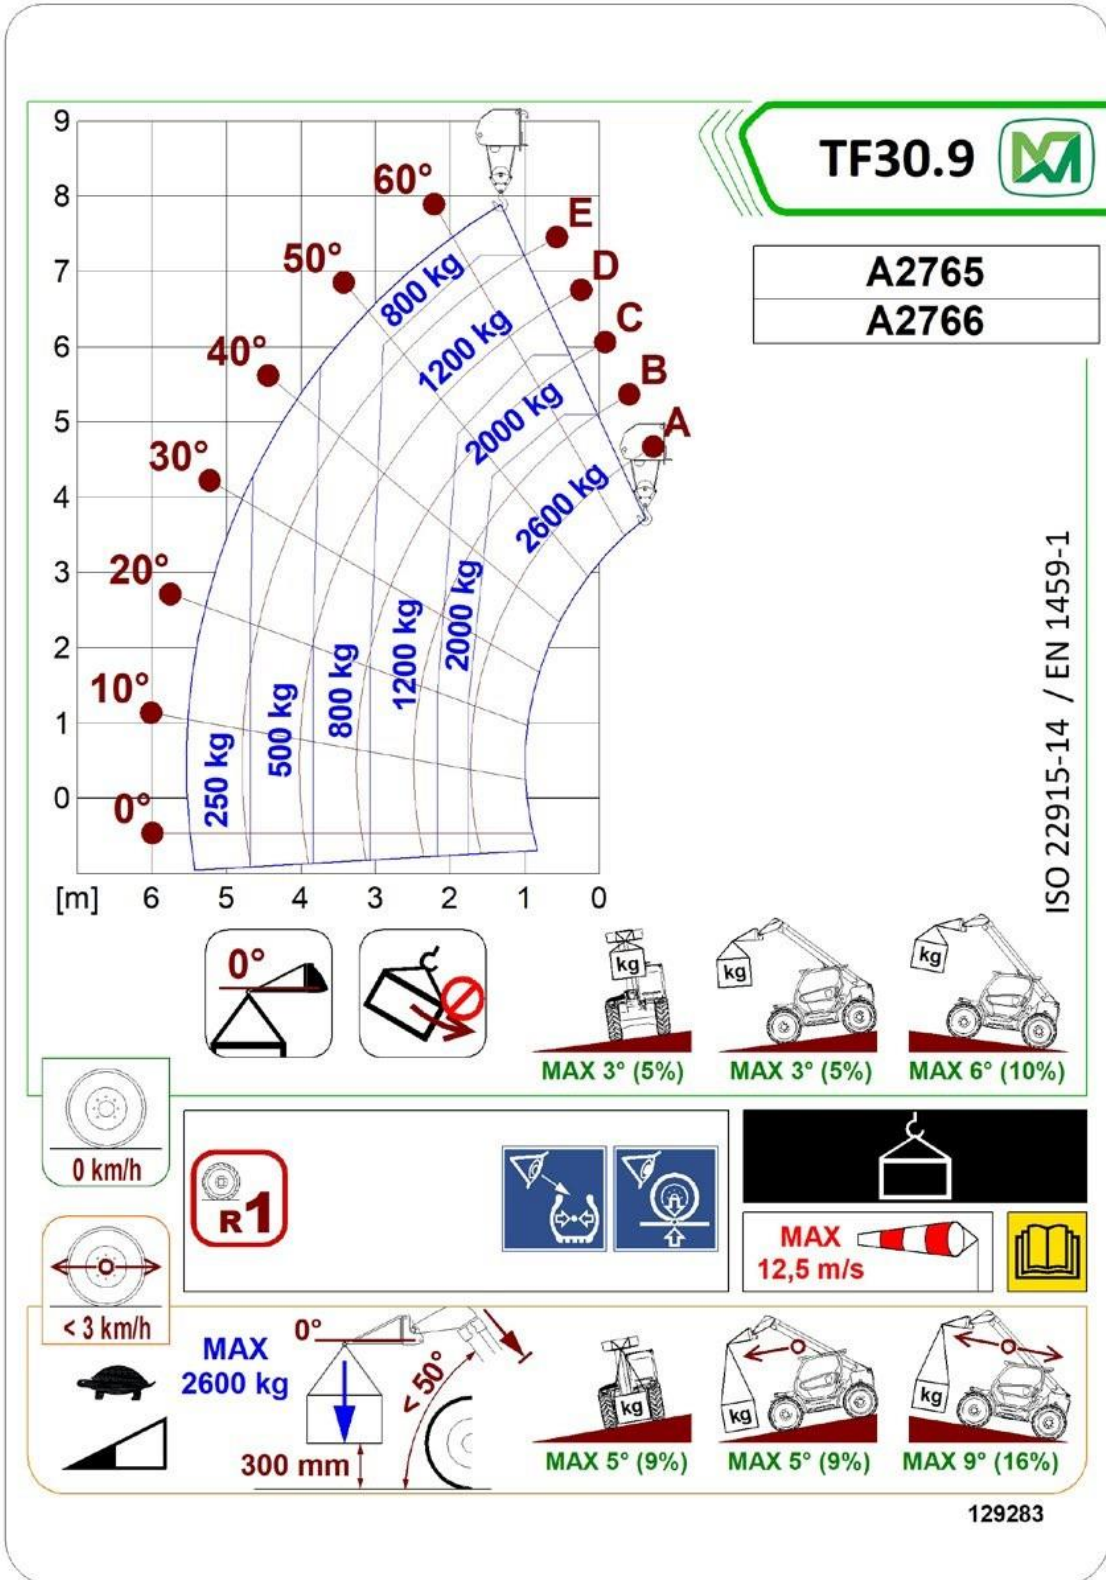 TF30.9
A2765
A2766
9
8
7
6
5
4
3
2
1
0
[m] 6 5 4 3 2 1 0
60°
50°
40°
30°
20°
10°
0°
E
D
C
B
A
800 kg
1200 kg
2000 kg
2600 kg
2000 kg
1200 kg
800 kg
500 kg
250 kg
ISO 22915-14 / EN 1459-1
0°
kg
kg
kg
MAX 3° (5%)
MAX 3° (5%)
MAX 6° (10%)
0 km/h
R1
MAX
12,5 m/s
< 3 km/h
MAX
2600 kg
0°
< 50°
300 mm
kg
kg
kg
MAX 5° (9%)
MAX 5° (9%)
MAX 9° (16%)
129283